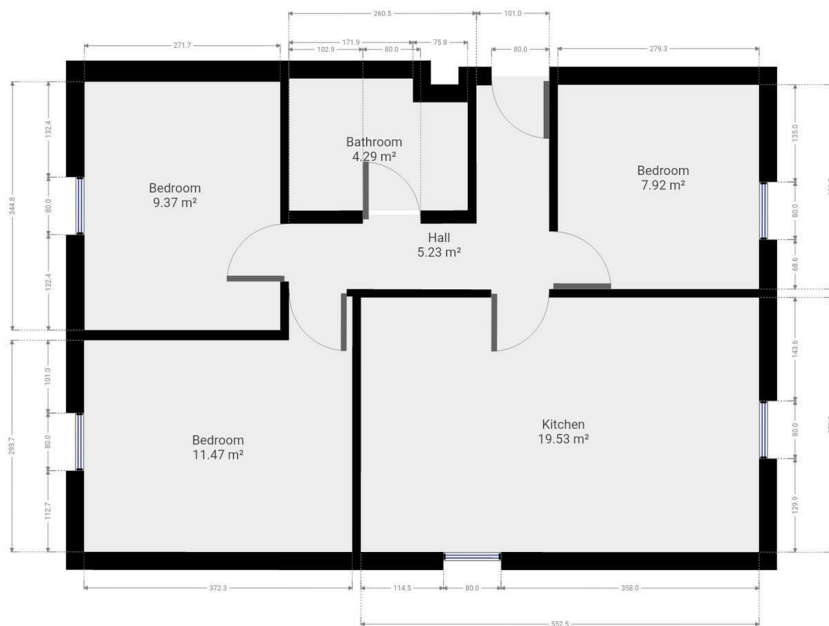 260.5
101.0
271.7
171.9
75.8
279.3
102.9
80.0
80.0
132.4
135.0
Bathroom
4.29 m²
Bedroom
7.92 m²
Bedroom
9.37 m²
344.8
80.0
80.0
Hall
5.23 m²
132.4
68.6
101.0
143.6
Kitchen
19.53 m²
Bedroom
11.47 m²
293.7
80.0
80.0
112.7
129.9
372.3
114.5
80.0
358.0
552.5